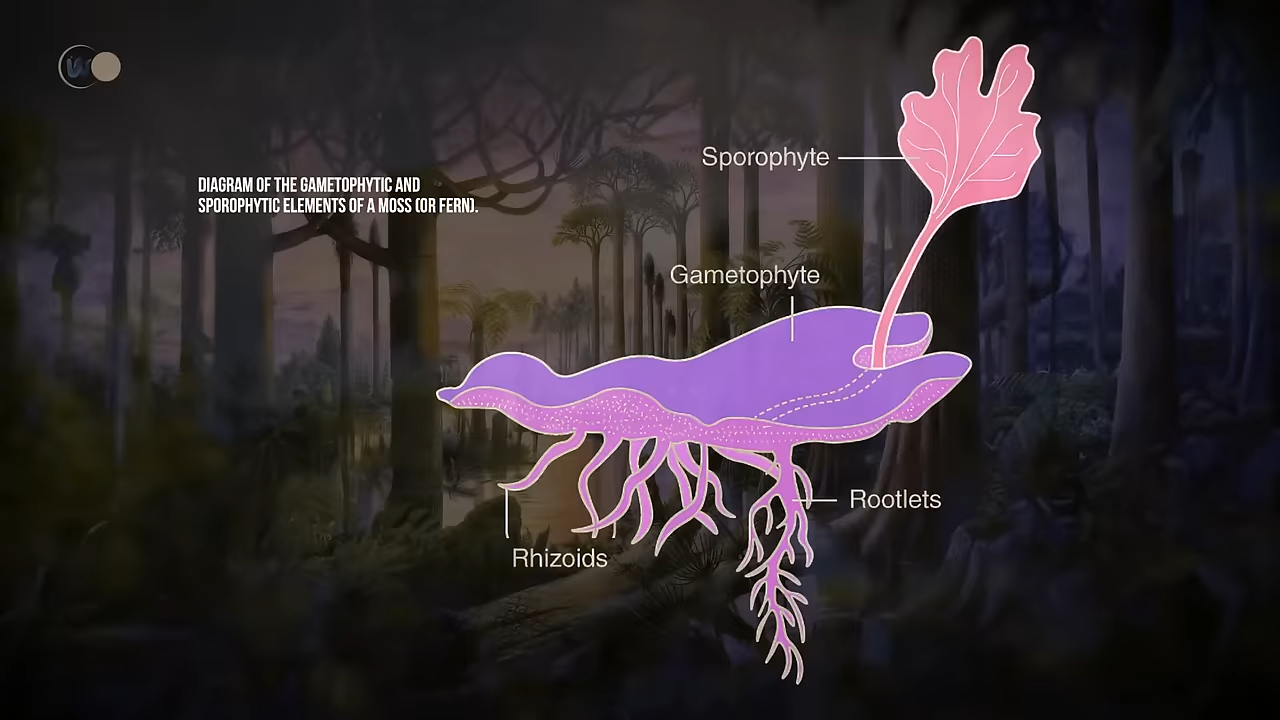 DIAGRAM OF THE GAMETOPHYTIC AND
SPOROPHYTIC ELEMENTS OF A MOSS (OR FERN).
Sporophyte
Gametophyte
Rootlets
Rhizoids